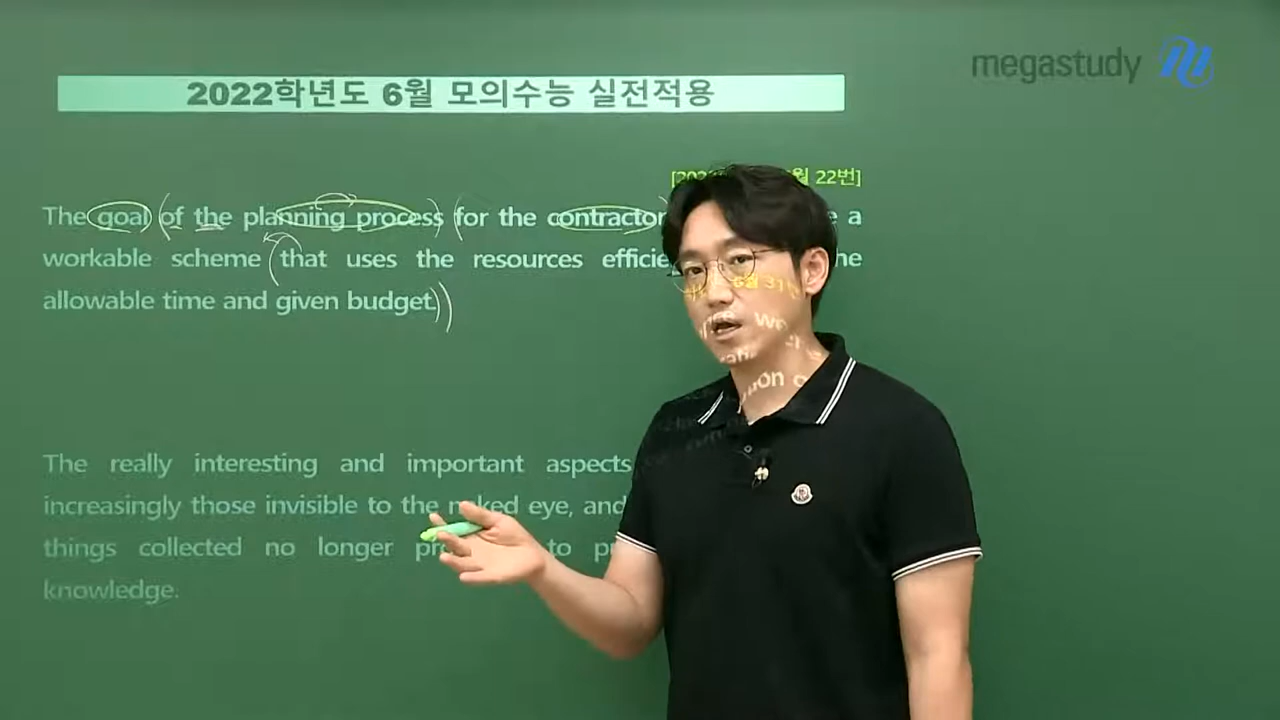 megastudy
2022학년도 6월 모의수능 실전적용
22번]
The goal of the planning process for the contractor a
workable scheme that uses the resources
allowable time and given budget.
The really interesting and important aspects
increasingly those invisible to the naked eye, and
things collected no longer to
knowledge.